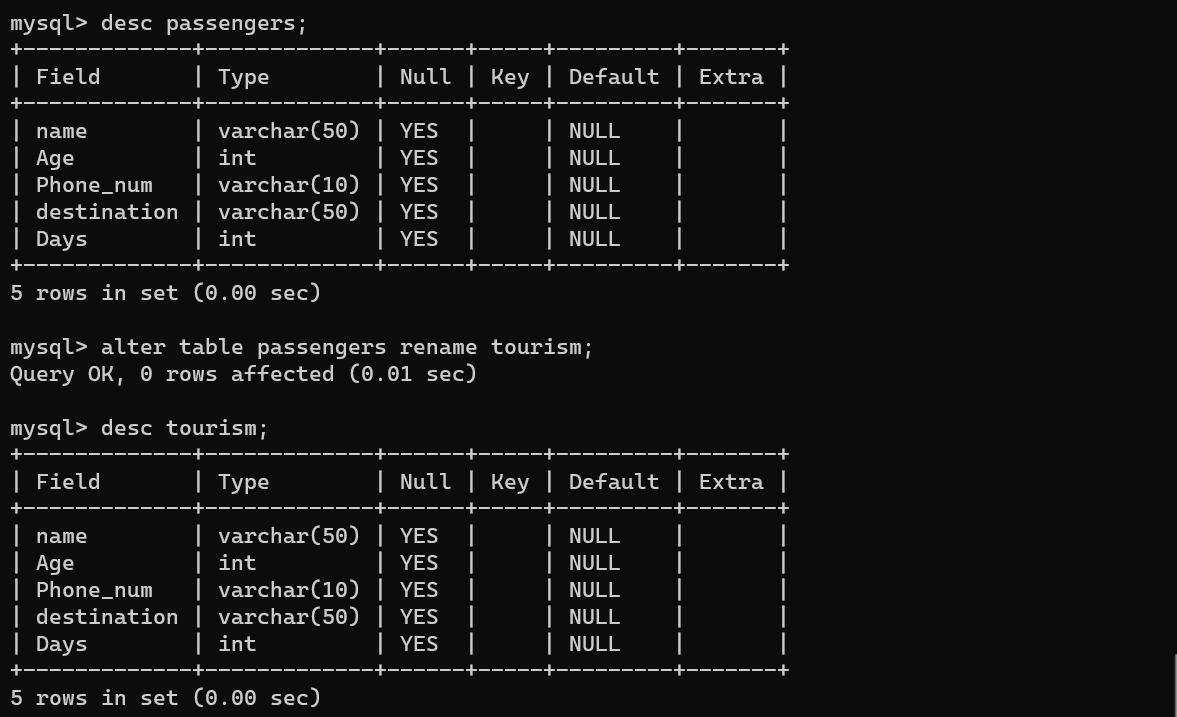 mysql> desc passengers;
+-------------+-------------+------+-----+---------+-------+
| Field       | Type        | Null | Key | Default | Extra |
+-------------+-------------+------+-----+---------+-------+
| name        | varchar(50) | YES  |     | NULL    |       |
| Age         | int         | YES  |     | NULL    |       |
| Phone_num   | varchar(10) | YES  |     | NULL    |       |
| destination | varchar(50) | YES  |     | NULL    |       |
| Days        | int         | YES  |     | NULL    |       |
+-------------+-------------+------+-----+---------+-------+
5 rows in set (0.00 sec)

mysql> alter table passengers rename tourism;
Query OK, 0 rows affected (0.01 sec)

mysql> desc tourism;
+-------------+-------------+------+-----+---------+-------+
| Field       | Type        | Null | Key | Default | Extra |
+-------------+-------------+------+-----+---------+-------+
| name        | varchar(50) | YES  |     | NULL    |       |
| Age         | int         | YES  |     | NULL    |       |
| Phone_num   | varchar(10) | YES  |     | NULL    |       |
| destination | varchar(50) | YES  |     | NULL    |       |
| Days        | int         | YES  |     | NULL    |       |
+-------------+-------------+------+-----+---------+-------+
5 rows in set (0.00 sec)